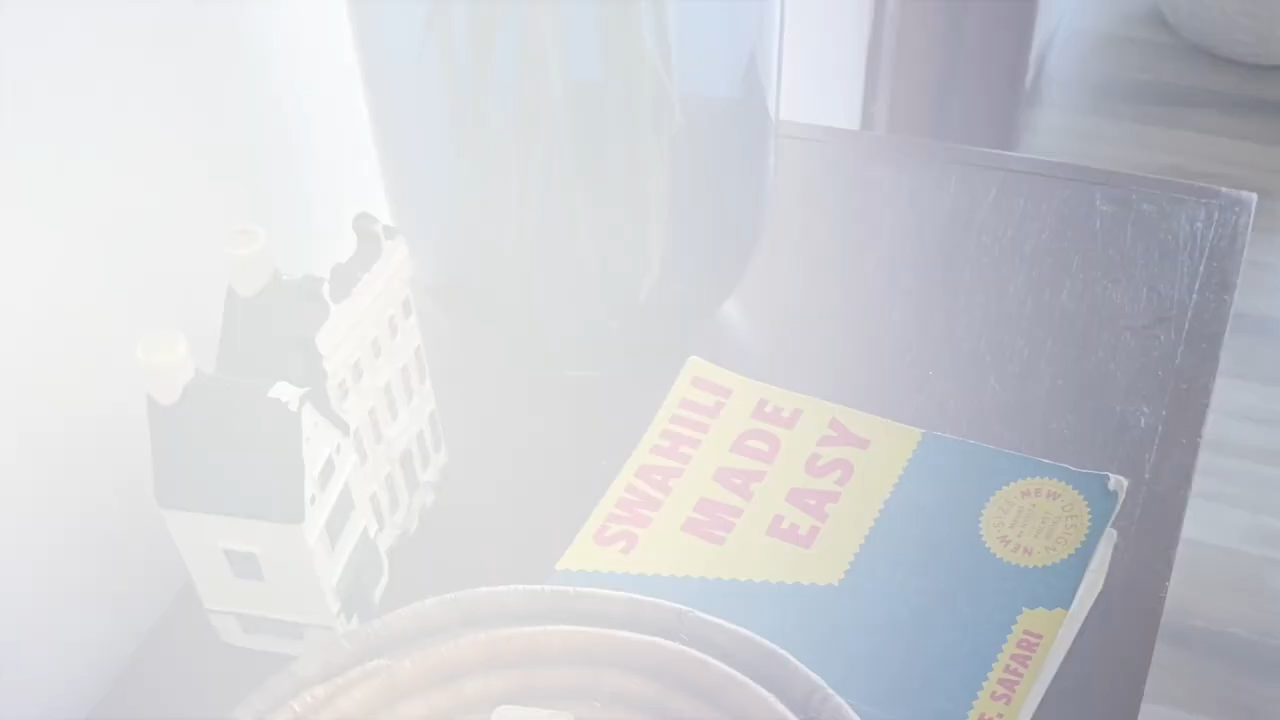 SWAHILI
MADE
EASY
NEW DESIGN
NEW SIZE
F. SAFARI